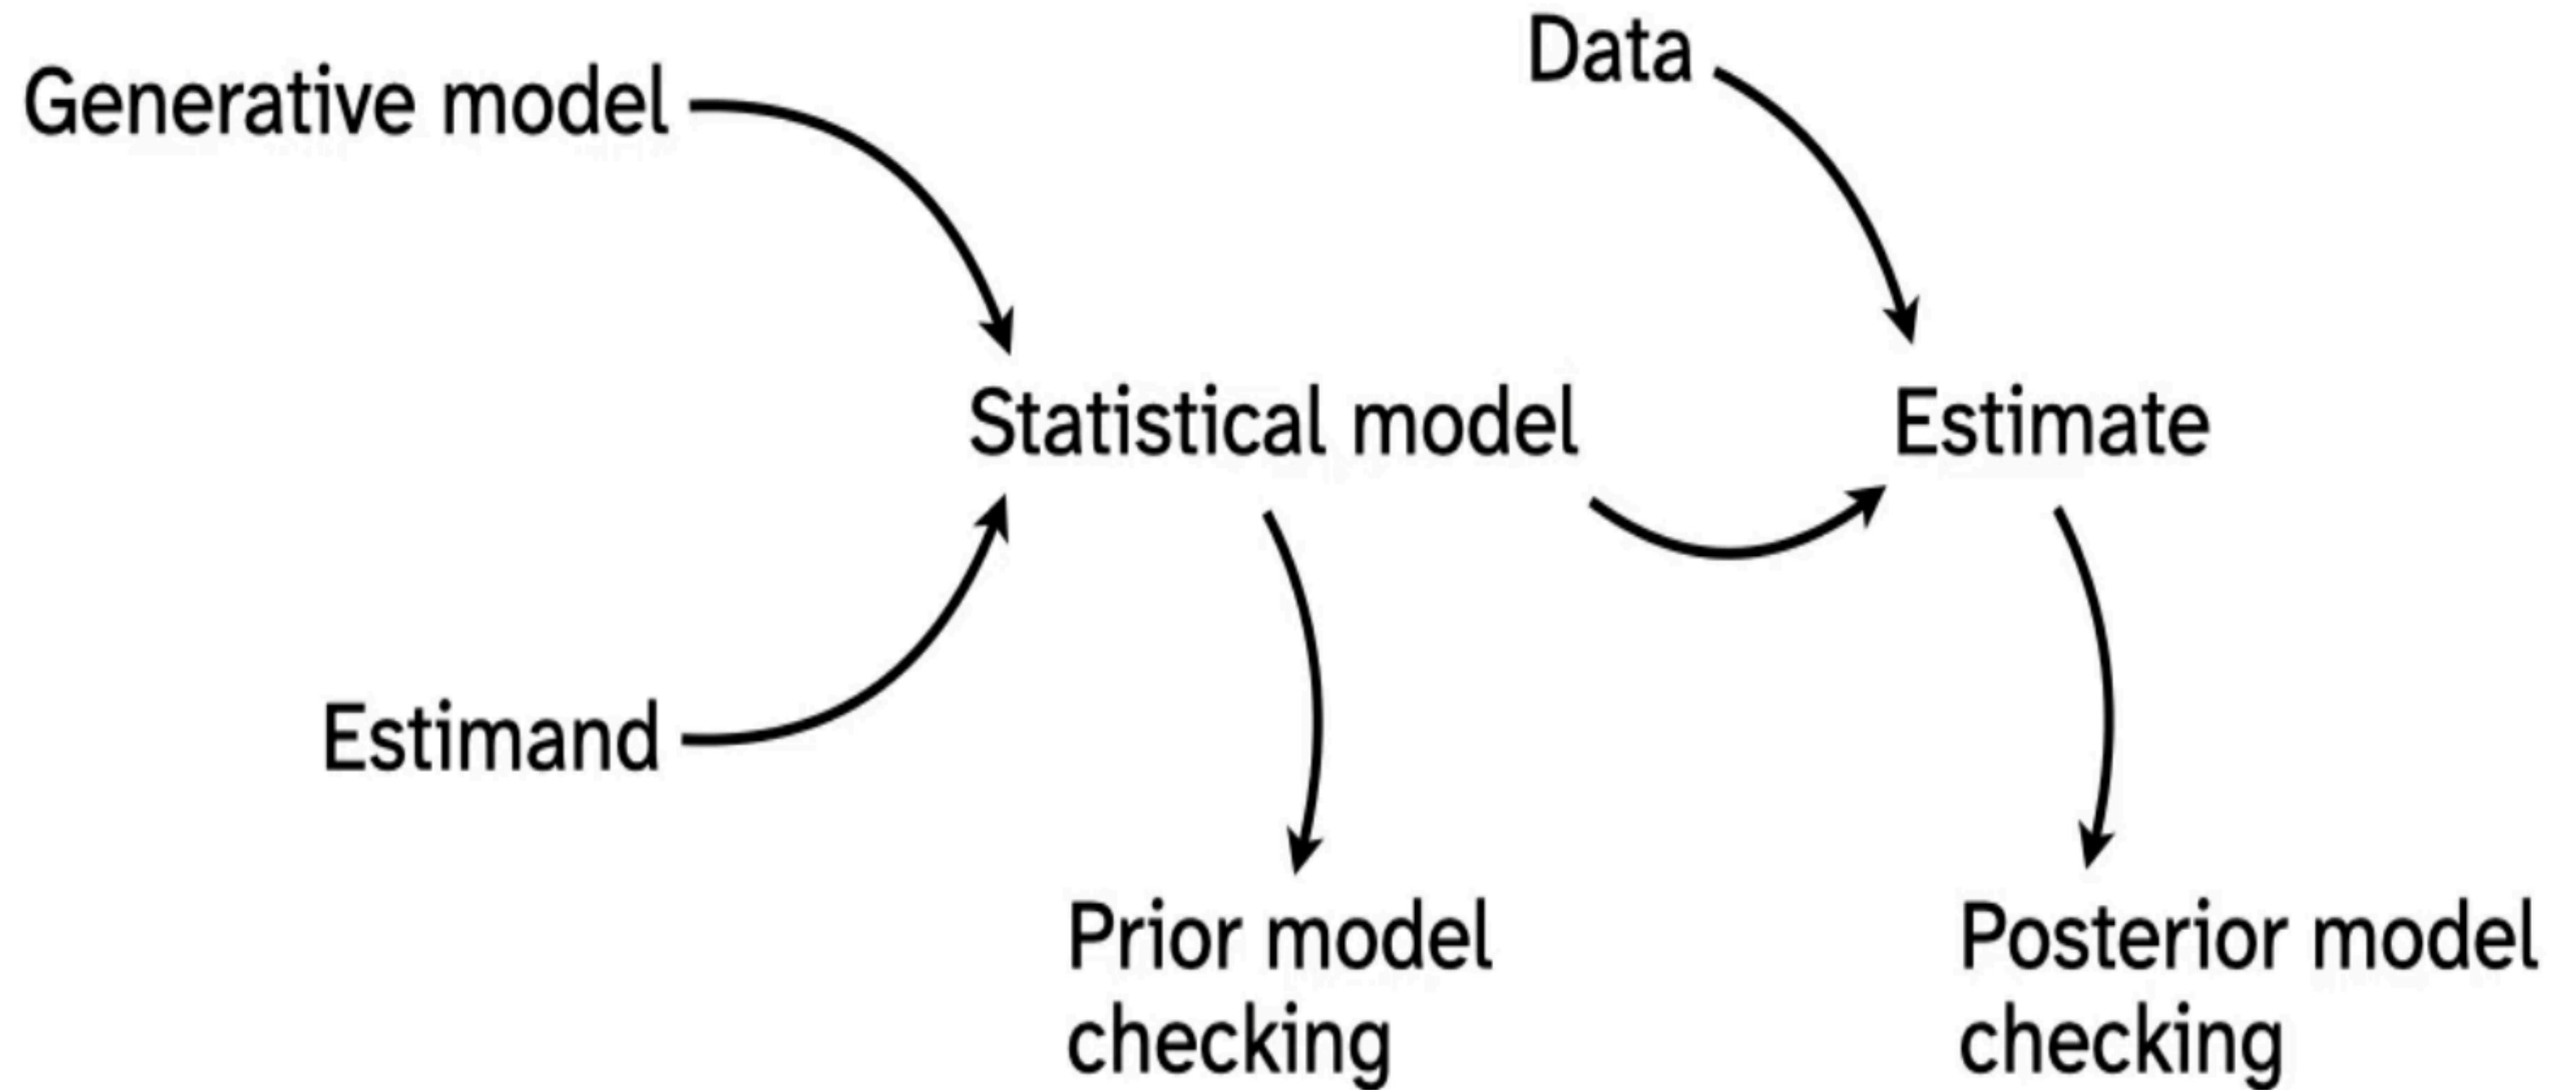 Generative model
Data
Statistical model
Estimate
Estimand
Prior model
checking
Posterior model
checking